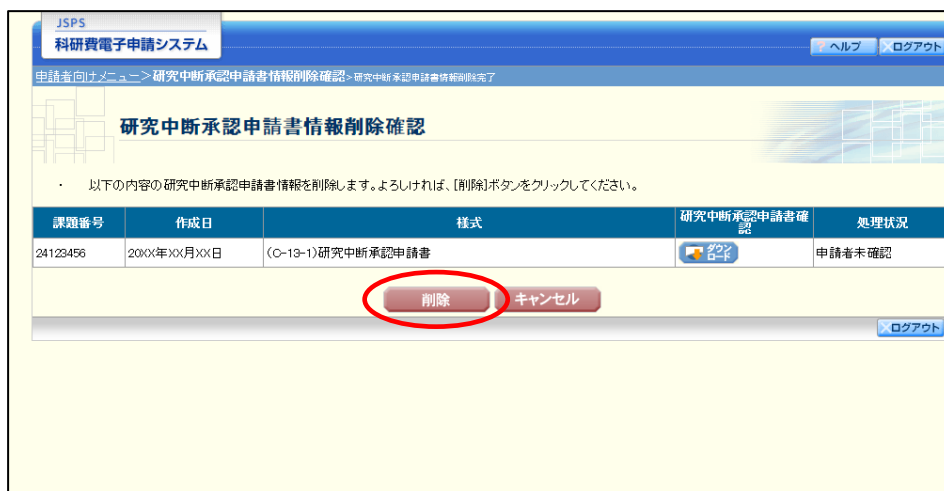 JSPS
科研費電子申請システム
? ヘルプ
ログアウト
申請者向けメニュー>研究中断承認申請書情報削除確認>研究中断承認申請書情報削除完了
研究中断承認申請書情報削除確認
・ 以下の内容の研究中断承認申請書情報を削除します。よろしければ、[削除]ボタンをクリックしてください。
課題番号 作成日 様式 研究中断承認申請書確認 処理状況
24123456 20XX年XX月XX日 (C-13-1)研究中断承認申請書 ダウンロード 申請者未確認
削除 キャンセル
ログアウト